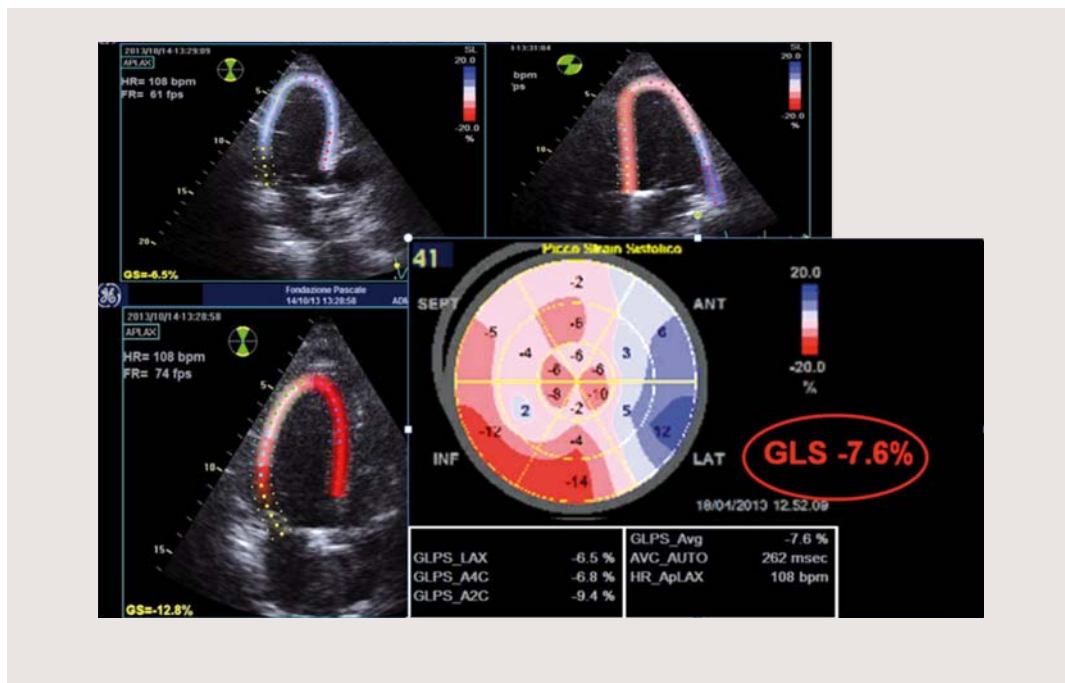 2013/10/14-13:29:09
APLAX
HR= 108 bpm
FR= 61 fps
SL
20.0
-20.0
%
5
10
15
20
GS=-6.5%
13:31:04
bpm
fps
SL
20.0
-20.0
%
5
10
15
Fondazione Pascale
14/10/13 13:28:58
2013/10/14-13:28:58
APLAX
HR= 108 bpm
FR= 74 fps
5
10
15
GS=-12.8%
41
Picco Strain Sistolico
SEPT
ANT
INF
LAT
-2
-5
6
-5
-4
3
-6
-6
-6
-8
-10
2
-2
5
-12
12
-4
-14
20.0
-20.0
%
GLS -7.6%
18/04/2013 12.52.09
GLPS_LAX -6.5 %
GLPS_A4C -6.8 %
GLPS_A2C -9.4 %
GLPS_Avg -7.6 %
AVC_AUTO 262 msec
HR_ApLAX 108 bpm